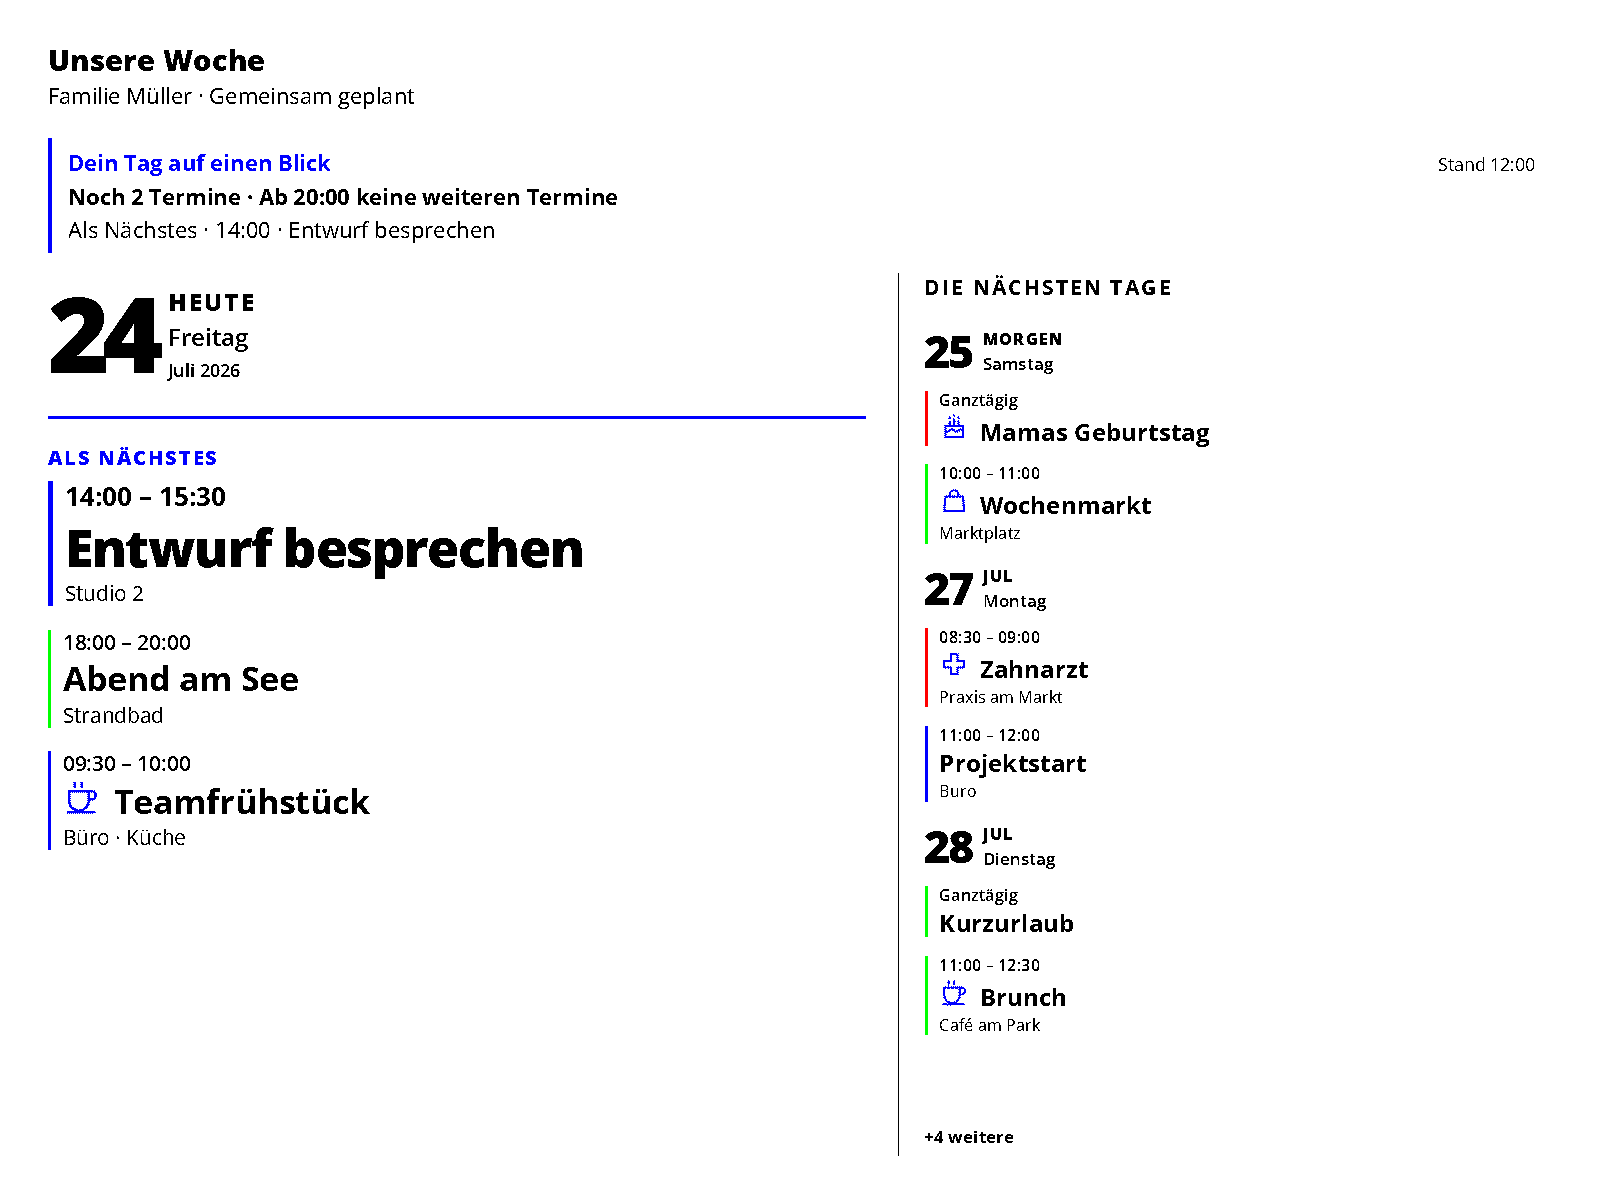 Unsere Woche
Familie Müller · Gemeinsam geplant
Dein Tag auf einen Blick
Stand 12:00
Noch 2 Termine · Ab 20:00 keine weiteren Termine
Als Nächstes · 14:00 · Entwurf besprechen
24
HEUTE
Freitag
Juli 2026
ALS NÄCHSTES
14:00 – 15:30
Entwurf besprechen
Studio 2
18:00 – 20:00
Abend am See
Strandbad
09:30 – 10:00
Teamfrühstück
Büro · Küche
DIE NÄCHSTEN TAGE
25
MORGEN
Samstag
Ganztägig
Mamas Geburtstag
10:00 – 11:00
Wochenmarkt
Marktplatz
27
JUL
Montag
08:30 – 09:00
Zahnarzt
Praxis am Markt
11:00 – 12:00
Projektstart
Buro
28
JUL
Dienstag
Ganztägig
Kurzurlaub
11:00 – 12:30
Brunch
Café am Park
+4 weitere